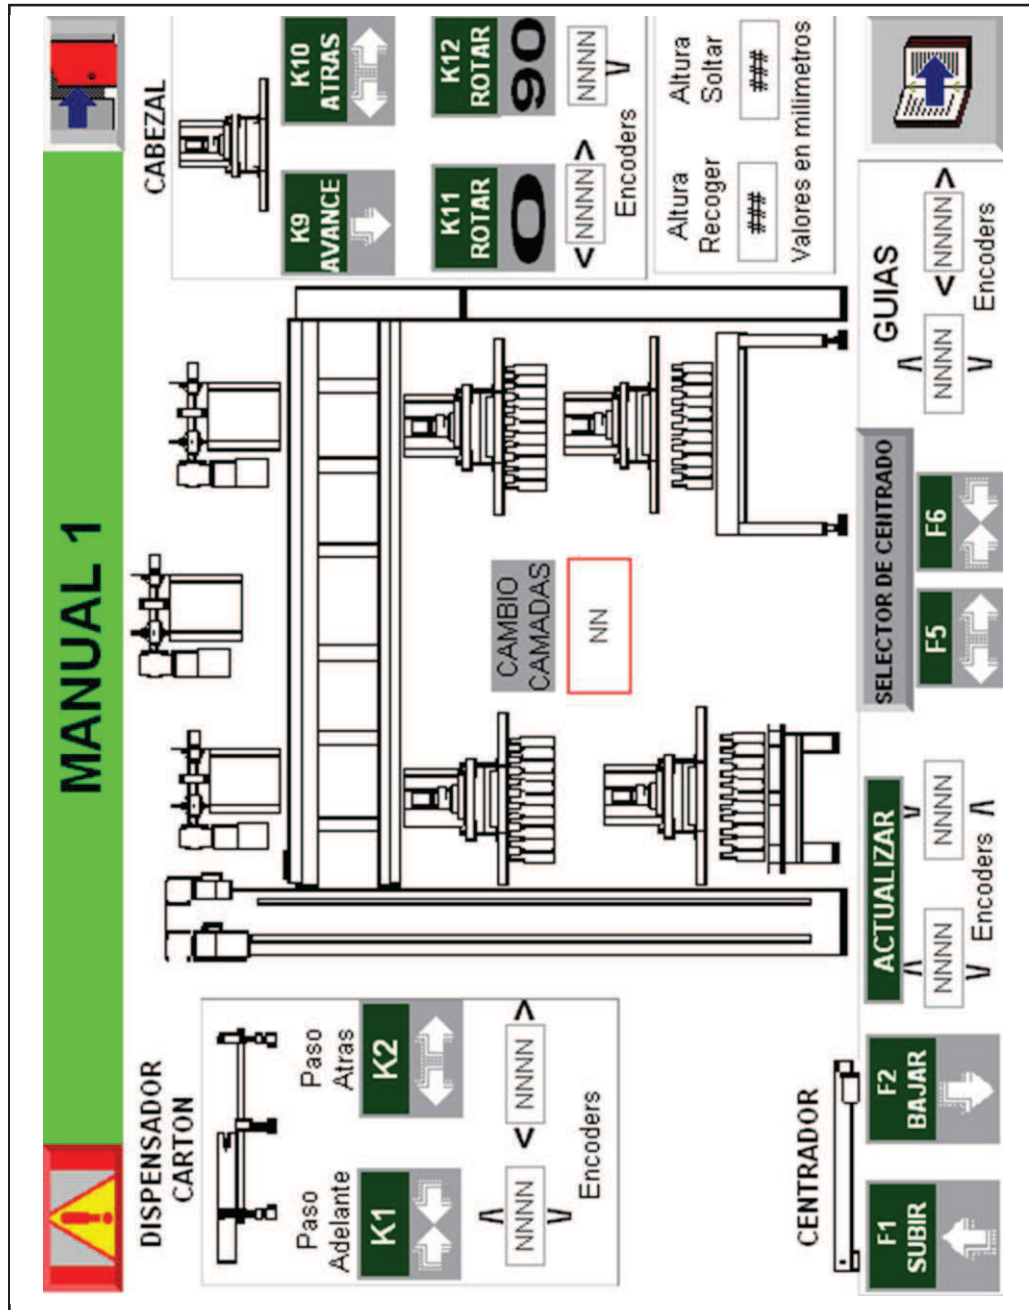 MANUAL 1
DISPENSADOR
CARTON
Paso
Adelante
Paso
Atras
K1
K2
NNNN
< NNNN >
Encoders
CABEZAL
K9
AVANCE
K10
ATRAS
K11
ROTAR
0
K12
ROTAR
90
< NNNN >
NNNN
Encoders
Altura
Recoger
Altura
Soltar
###
###
Valores en milimetros
CAMBIO
CAMADAS
NN
CENTRADOR
F1
SUBIR
F2
BAJAR
ACTUALIZAR
NNNN
NNNN
Encoders
SELECTOR DE CENTRADO
F5
F6
GUIAS
NNNN
< NNNN >
Encoders